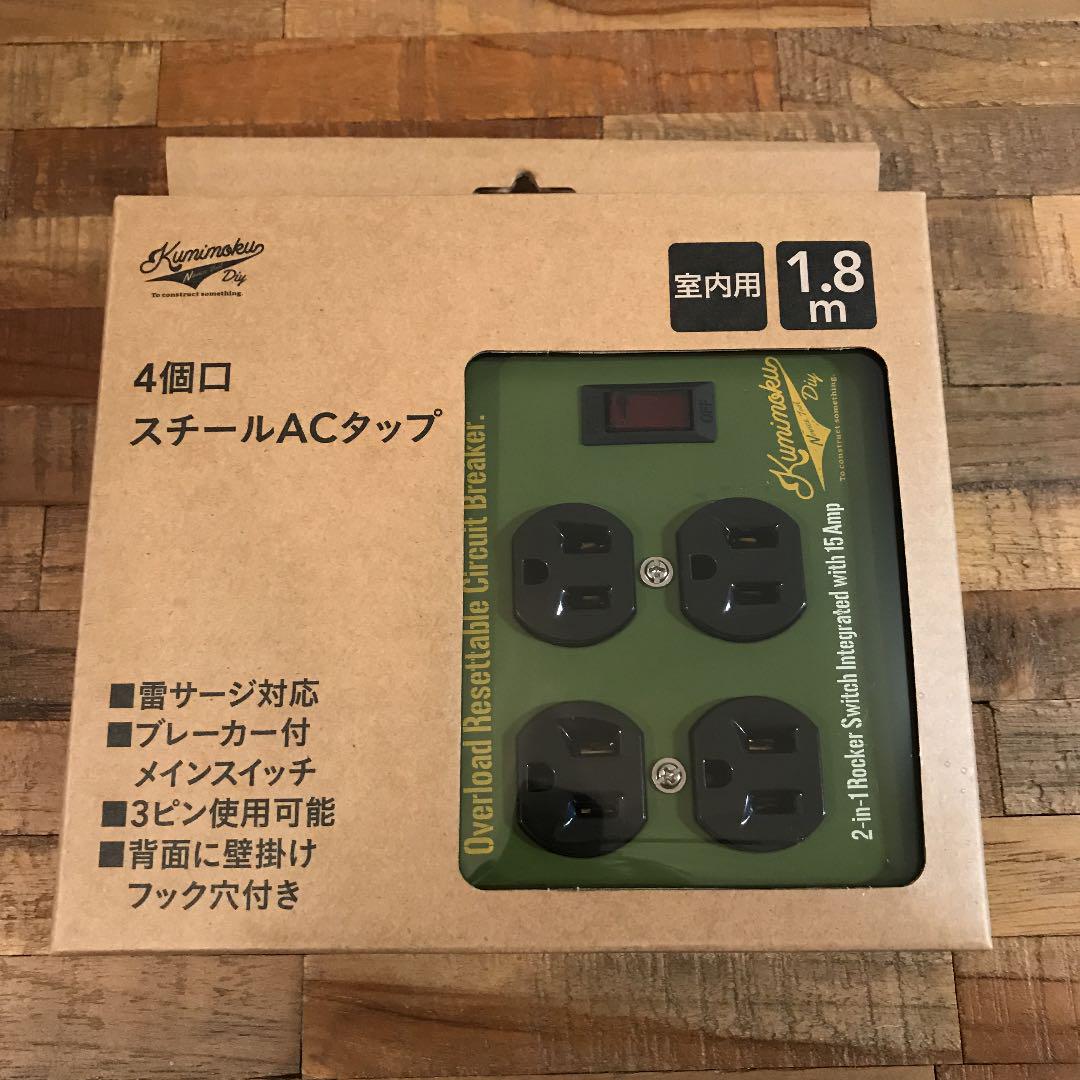 Kumimoku
Never Too
Diy
To construct something.
室内用
1.8
m
4個口
スチールACタップ
■雷サージ対応
■ブレーカー付
メインスイッチ
■3ピン使用可能
■背面に壁掛け
フック穴付き
Overload Resettable Circuit Breaker.
OFF
Kumimoku
Diy
To construct something.
2-in-1 Rocker Switch Integrated with 15 Amp